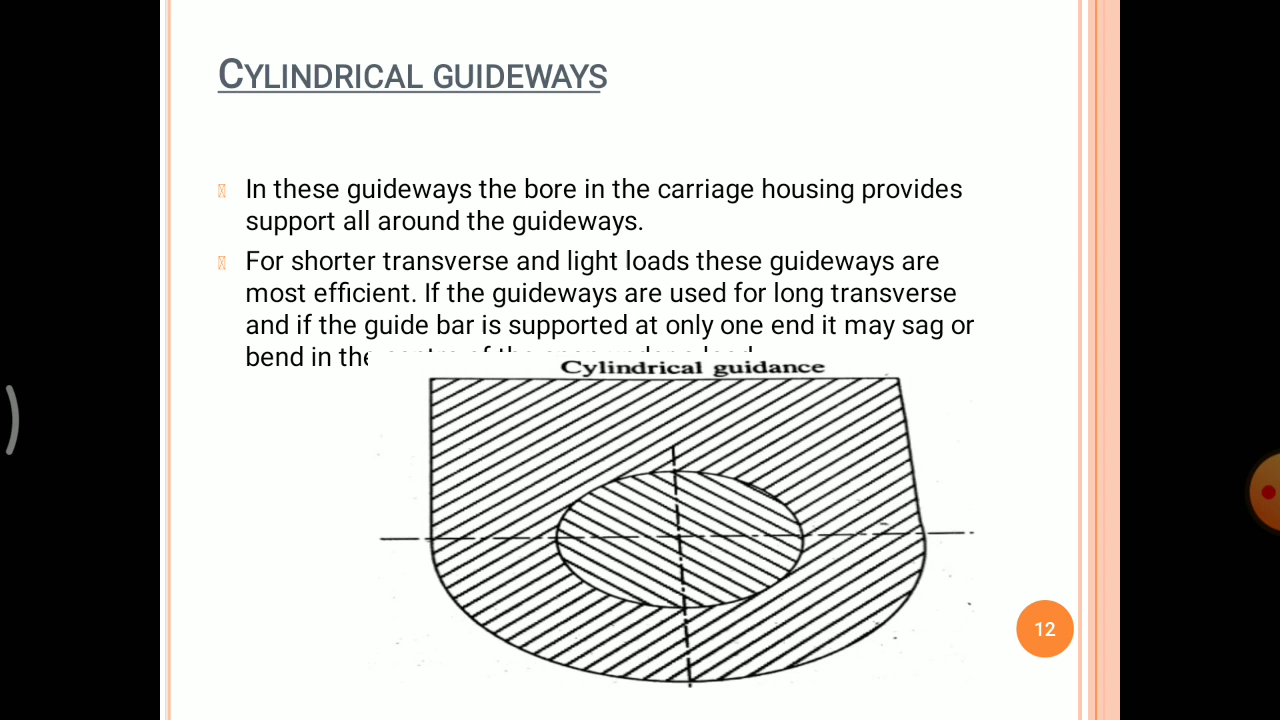 CYLINDRICAL GUIDEWAYS
In these guideways the bore in the carriage housing provides
support all around the guideways.
For shorter transverse and light loads these guideways are
most efficient. If the guideways are used for long transverse
and if the guide bar is supported at only one end it may sag or
bend in the
Cylindrical guidance
12